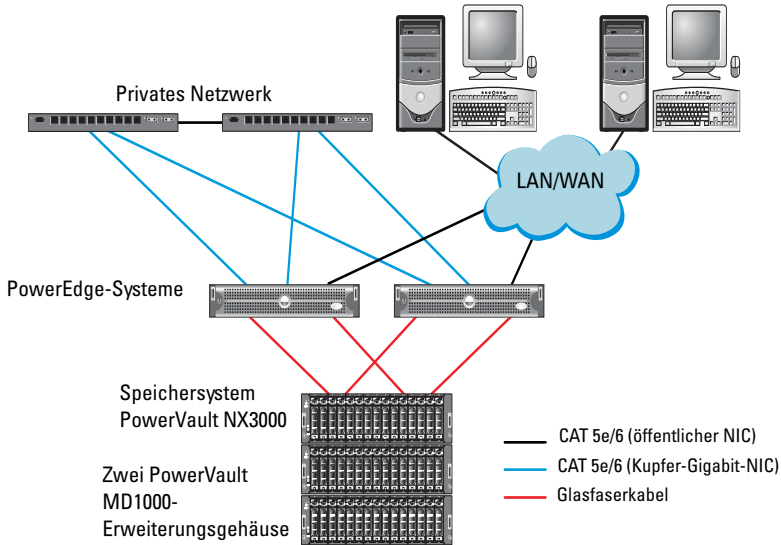 Privates Netzwerk
LAN/WAN
PowerEdge-Systeme
Speichersystem
PowerVault NX3000
Zwei PowerVault
MD1000-
Erweiterungsgehäuse
CAT 5e/6 (öffentlicher NIC)
CAT 5e/6 (Kupfer-Gigabit-NIC)
Glasfaserkabel